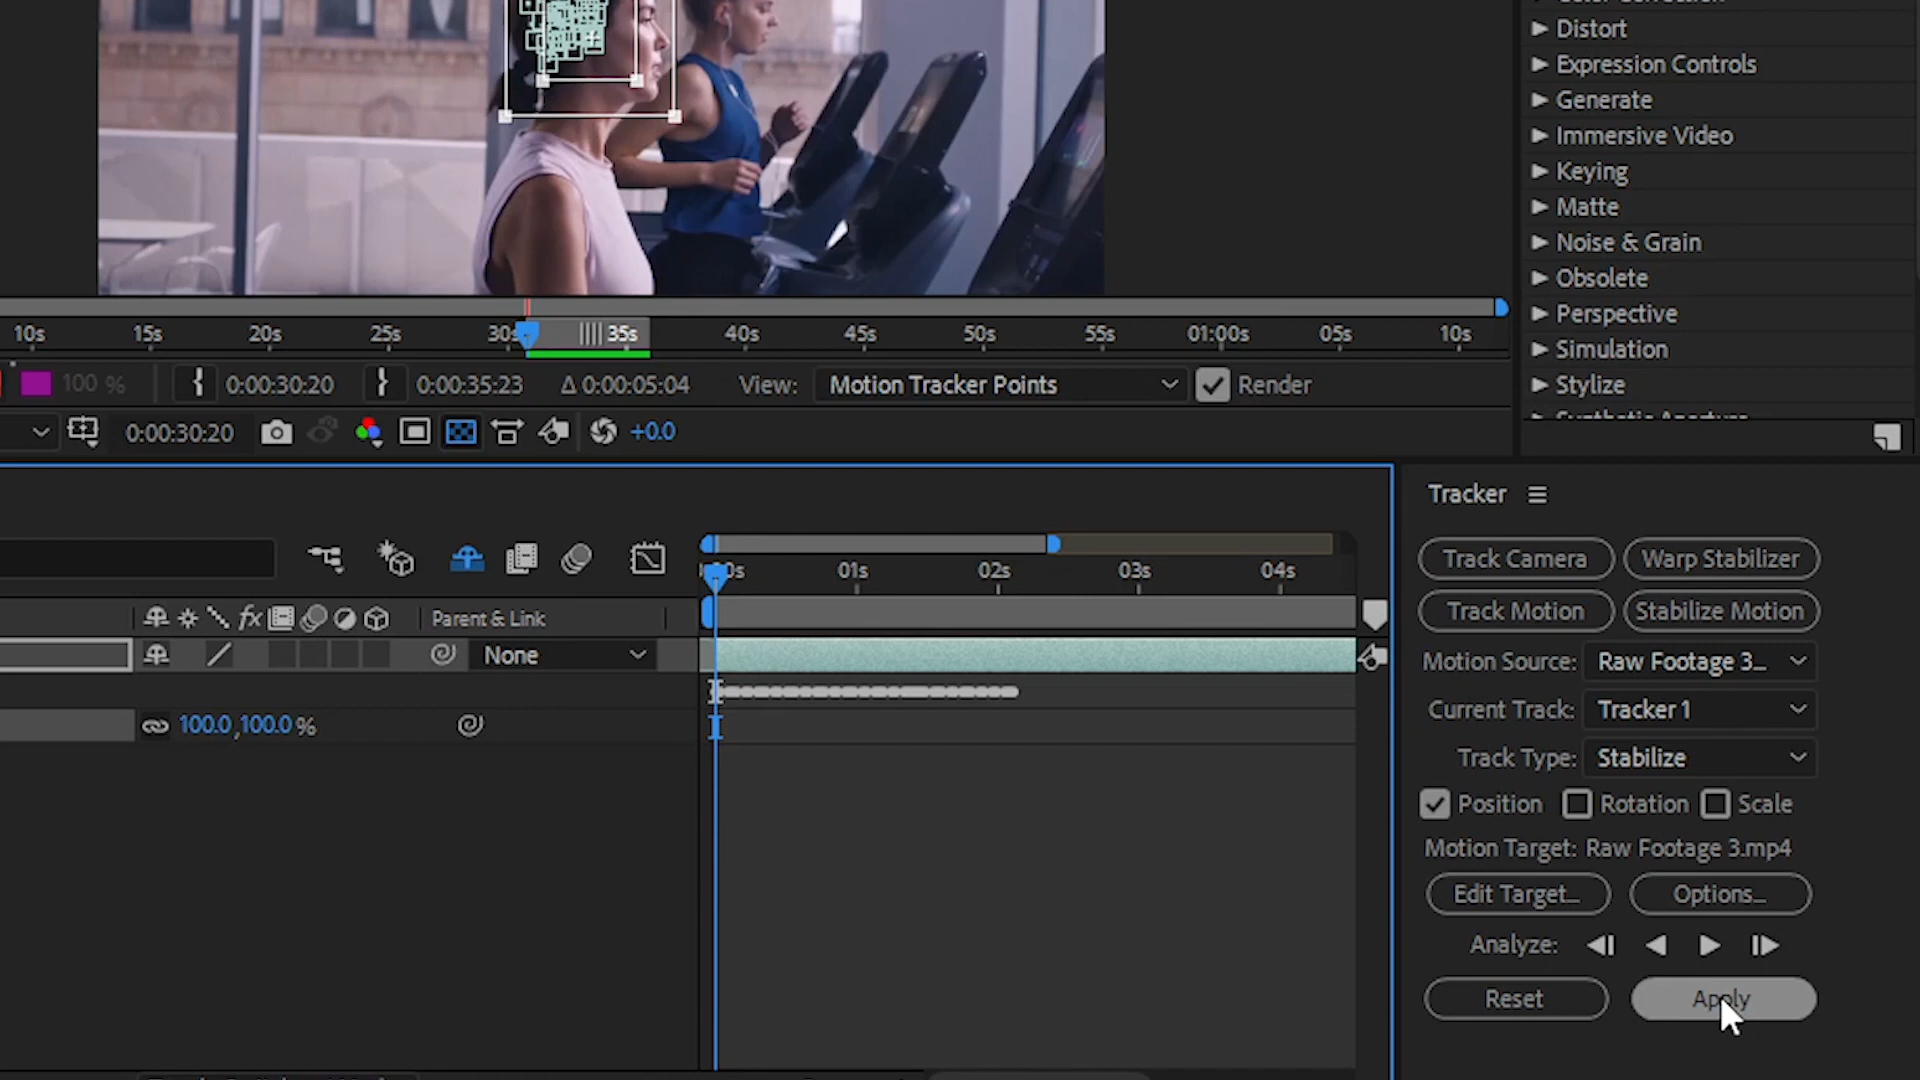 Distort
Expression Controls
Generate
Immersive Video
Keying
Matte
Noise & Grain
Obsolete
Perspective
Simulation
Stylize
10s 15s 20s 25s 30s 35s 40s 45s 50s 55s 01:00s 05s 10s
100 % { 0:00:30:20 } 0:00:35:23 Δ 0:00:05:04 View: Motion Tracker Points Render
0:00:30:20 +0.0
Tracker
Track Camera Warp Stabilizer
Track Motion Stabilize Motion
Motion Source: Raw Footage 3...
Current Track: Tracker 1
Track Type: Stabilize
Position Rotation Scale
Motion Target: Raw Footage 3.mp4
Edit Target... Options...
Analyze:
Reset Apply
01s 02s 03s 04s
fx Parent & Link
None
100.0,100.0 %